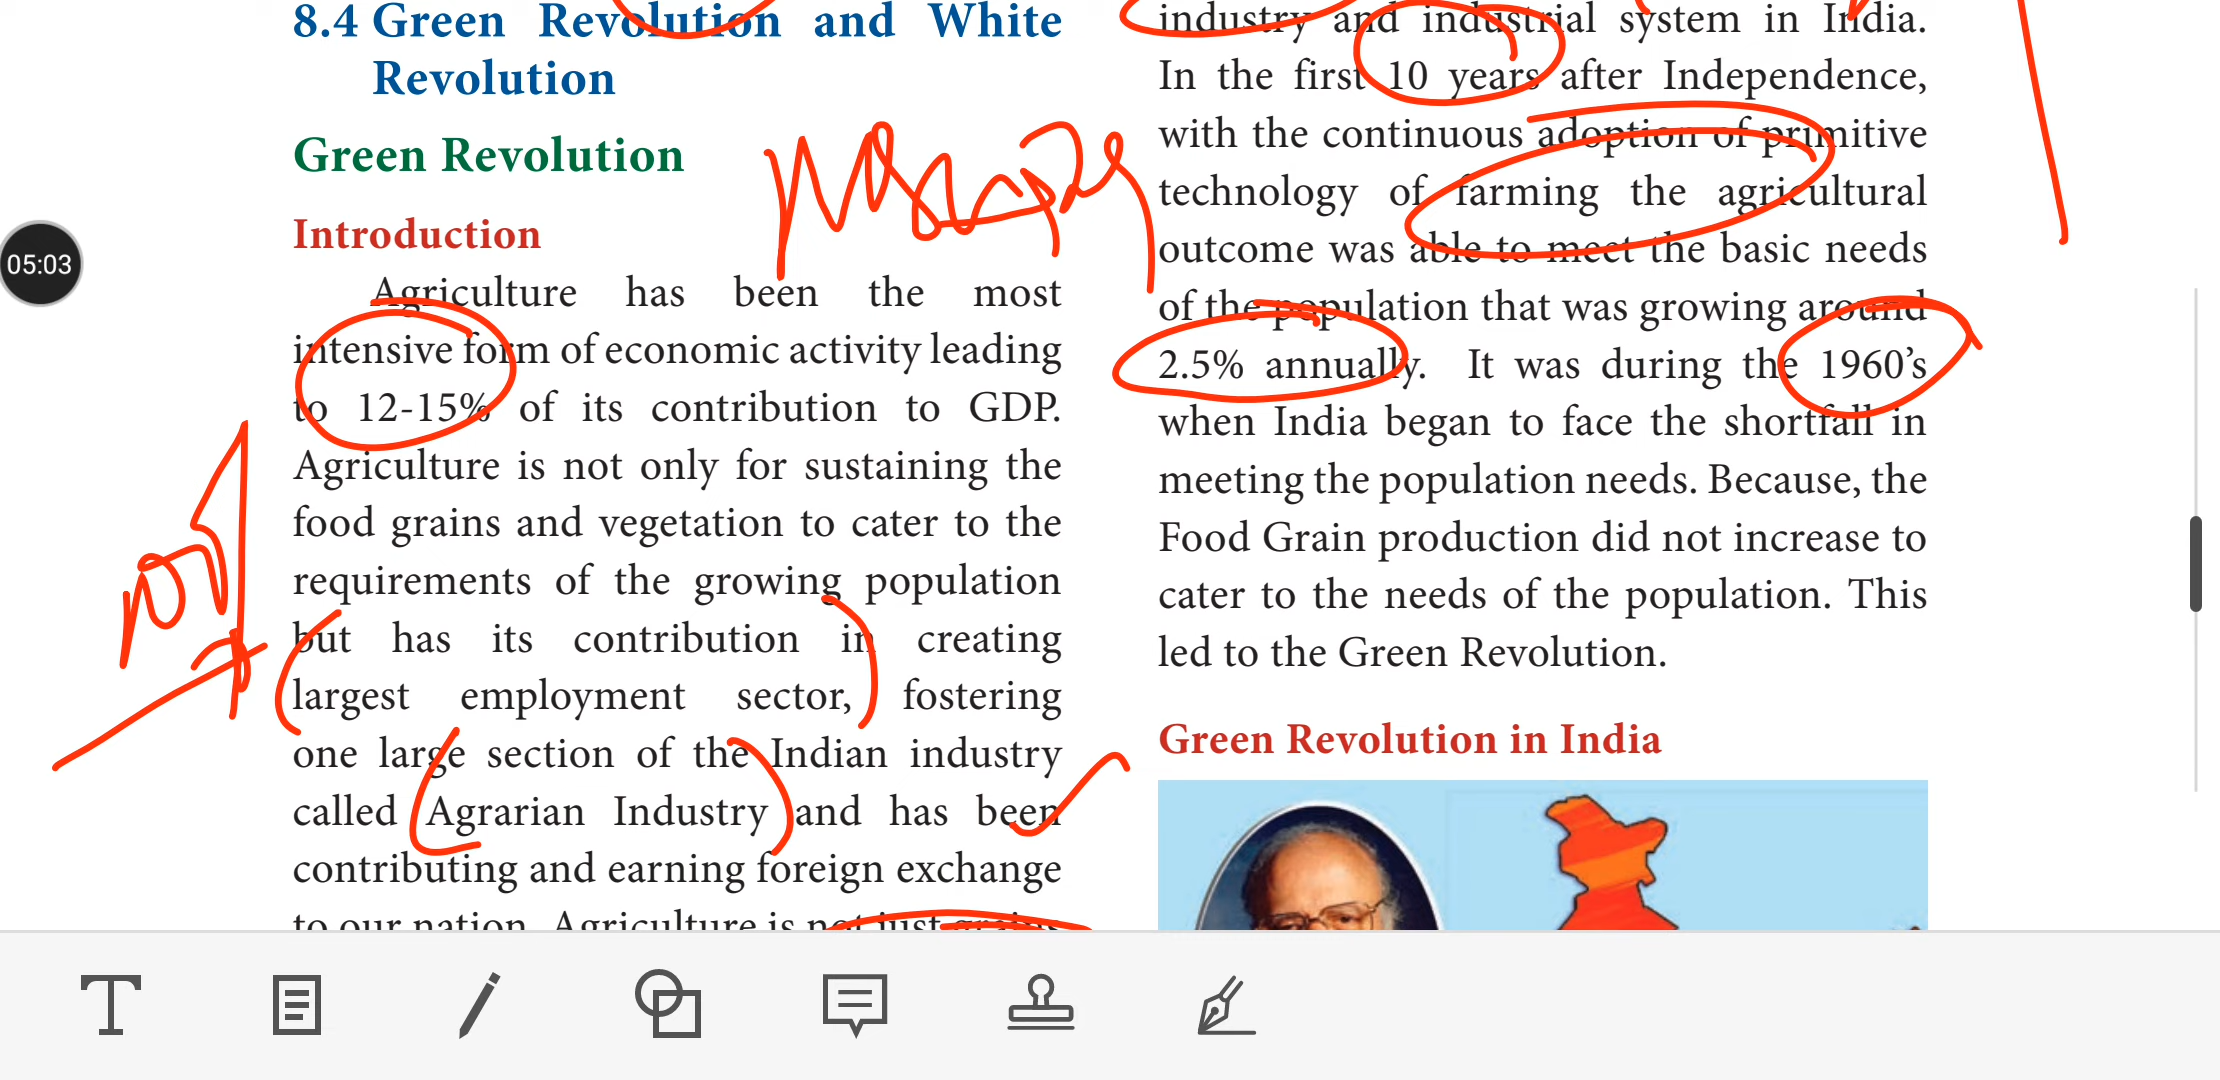 8.4 Green Revolution and White
Revolution
Green Revolution
Introduction
Agriculture has been the most
intensive form of economic activity leading
to 12-15% of its contribution to GDP.
Agriculture is not only for sustaining the
food grains and vegetation to cater to the
requirements of the growing population
but has its contribution in creating
largest employment sector, fostering
one large section of the Indian industry
called Agrarian Industry and has been
contributing and earning foreign exchange
to our nation. Agriculture is not just grains
industry and industrial system in India.
In the first 10 years after Independence,
with the continuous adoption of primitive
technology of farming the agricultural
outcome was able to meet the basic needs
of the population that was growing around
2.5% annually. It was during the 1960's
when India began to face the shortfall in
meeting the population needs. Because, the
Food Grain production did not increase to
cater to the needs of the population. This
led to the Green Revolution.
Green Revolution in India
05:03